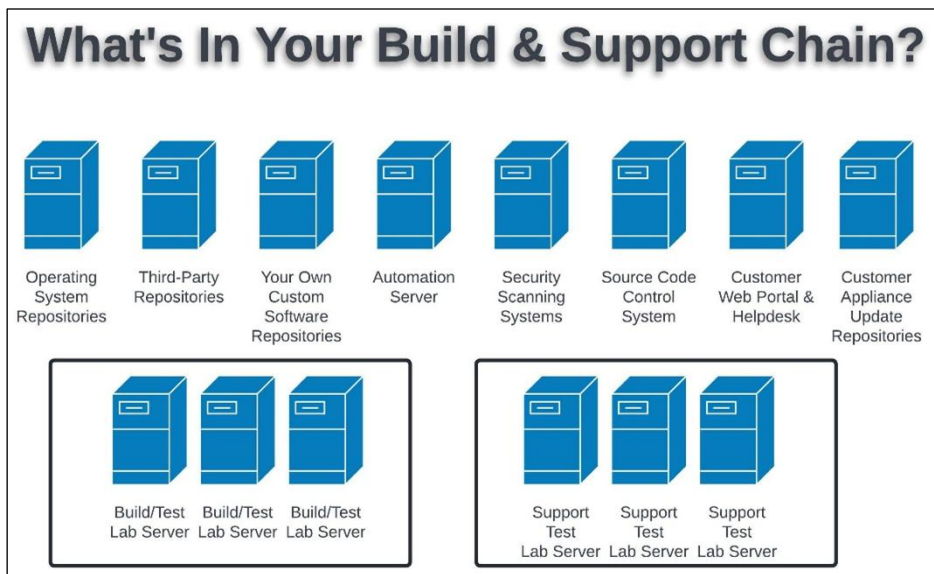 What's In Your Build & Support Chain?
Operating
System
Repositories
Third-Party
Repositories
Your Own
Custom
Software
Repositories
Automation
Server
Security
Scanning
Systems
Source Code
Control
System
Customer
Web Portal &
Helpdesk
Customer
Appliance
Update
Repositories
Build/Test
Lab Server
Build/Test
Lab Server
Build/Test
Lab Server
Support
Test
Lab Server
Support
Test
Lab Server
Support
Test
Lab Server